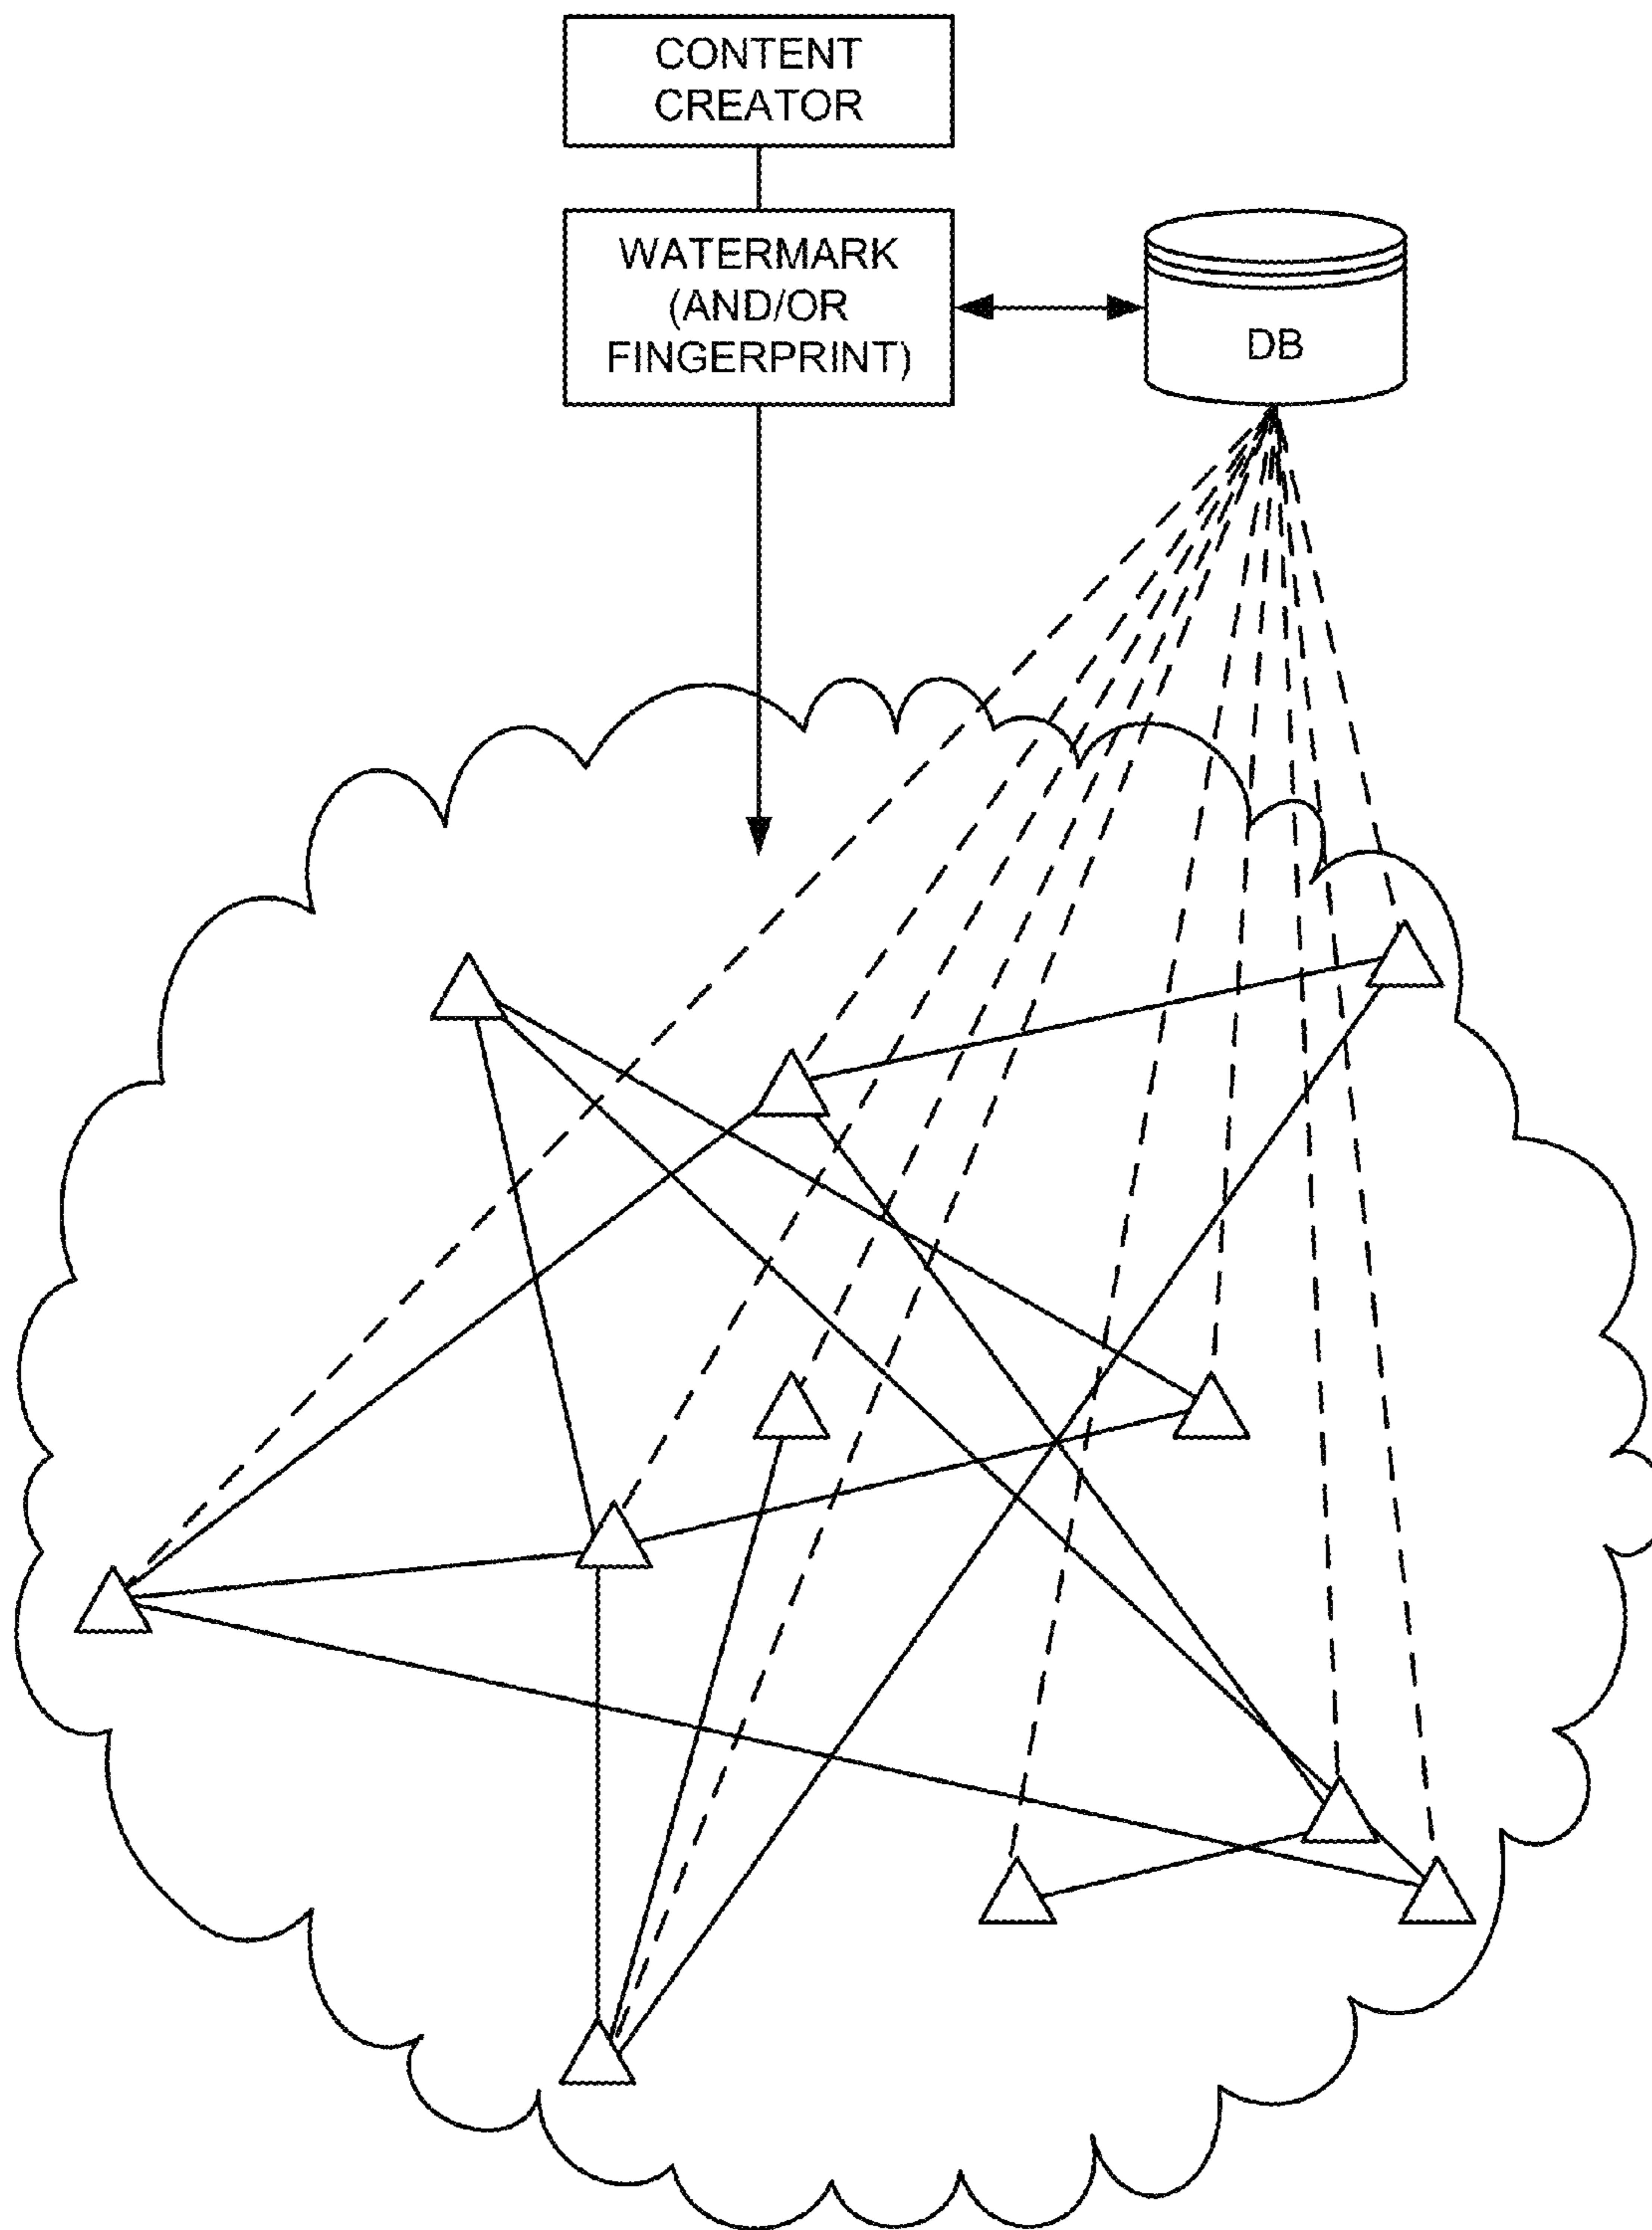 CONTENT
CREATOR
WATERMARK
(AND/OR
FINGERPRINT)
DB